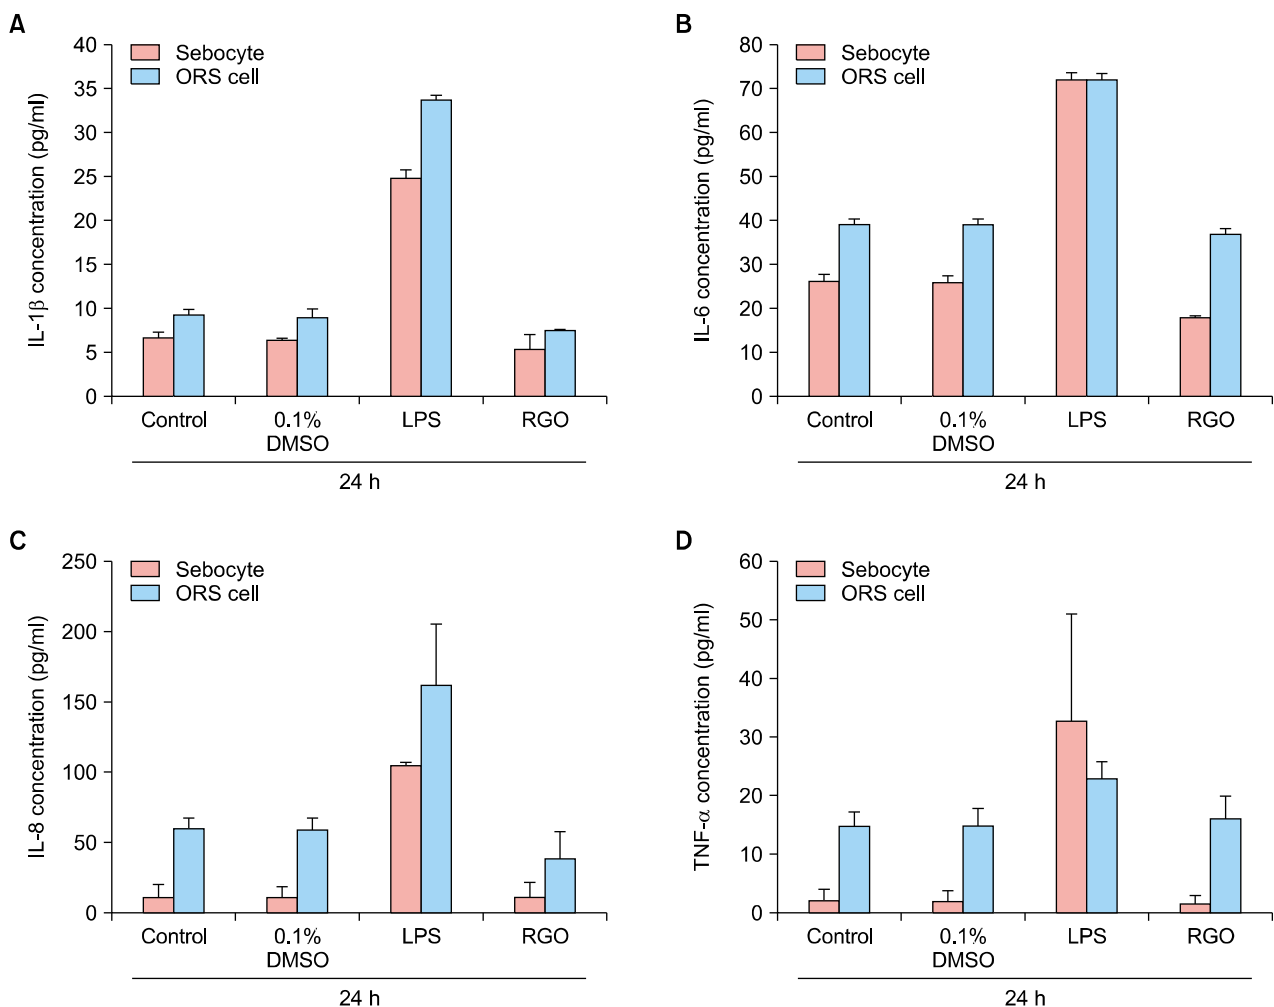 A
Sebocyte
ORS cell
IL-1β concentration (pg/ml)
40
35
30
25
20
15
10
5
0
Control
0.1%
DMSO
LPS
RGO
24 h
B
Sebocyte
ORS cell
IL-6 concentration (pg/ml)
80
70
60
50
40
30
20
10
0
Control
0.1%
DMSO
LPS
RGO
24 h
C
Sebocyte
ORS cell
IL-8 concentration (pg/ml)
250
200
150
100
50
0
Control
0.1%
DMSO
LPS
RGO
24 h
D
Sebocyte
ORS cell
TNF-α concentration (pg/ml)
60
50
40
30
20
10
0
Control
0.1%
DMSO
LPS
RGO
24 h